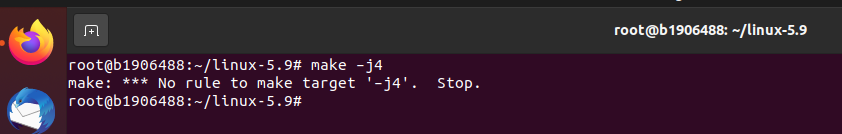 root@b1906488: ~/linux-5.9
root@b1906488:~/linux-5.9# make –j4
make: *** No rule to make target '–j4'.  Stop.
root@b1906488:~/linux-5.9#